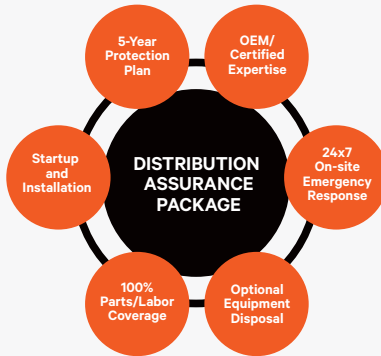 5-Year
Protection
Plan
OEM/
Certified
Expertise
Startup
and
Installation
DISTRIBUTION
ASSURANCE
PACKAGE
24x7
On-site
Emergency
Response
100%
Parts/Labor
Coverage
Optional
Equipment
Disposal